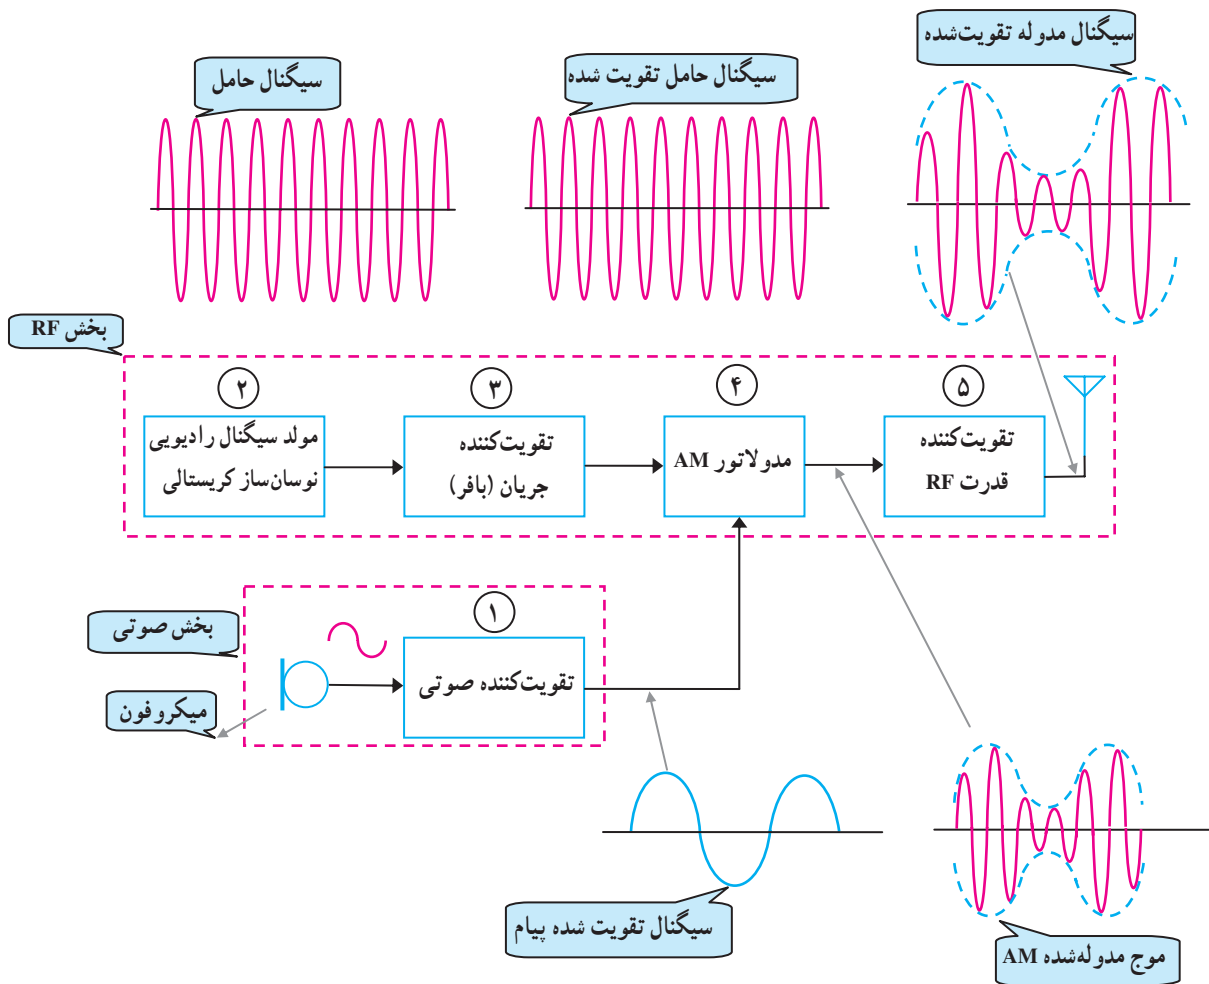 سیگنال مدوله تقویت‌شده
سیگنال حامل تقویت شده
سیگنال حامل
بخش RF
۲
۳
۴
۵
مولد سیگنال رادیویی
نوسان‌ساز کریستالی
تقویت‌کننده
جریان (بافر)
مدولاتور AM
تقویت‌کننده
قدرت RF
بخش صوتی
۱
تقویت‌کننده صوتی
میکروفون
سیگنال تقویت شده پیام
موج مدوله‌شده AM